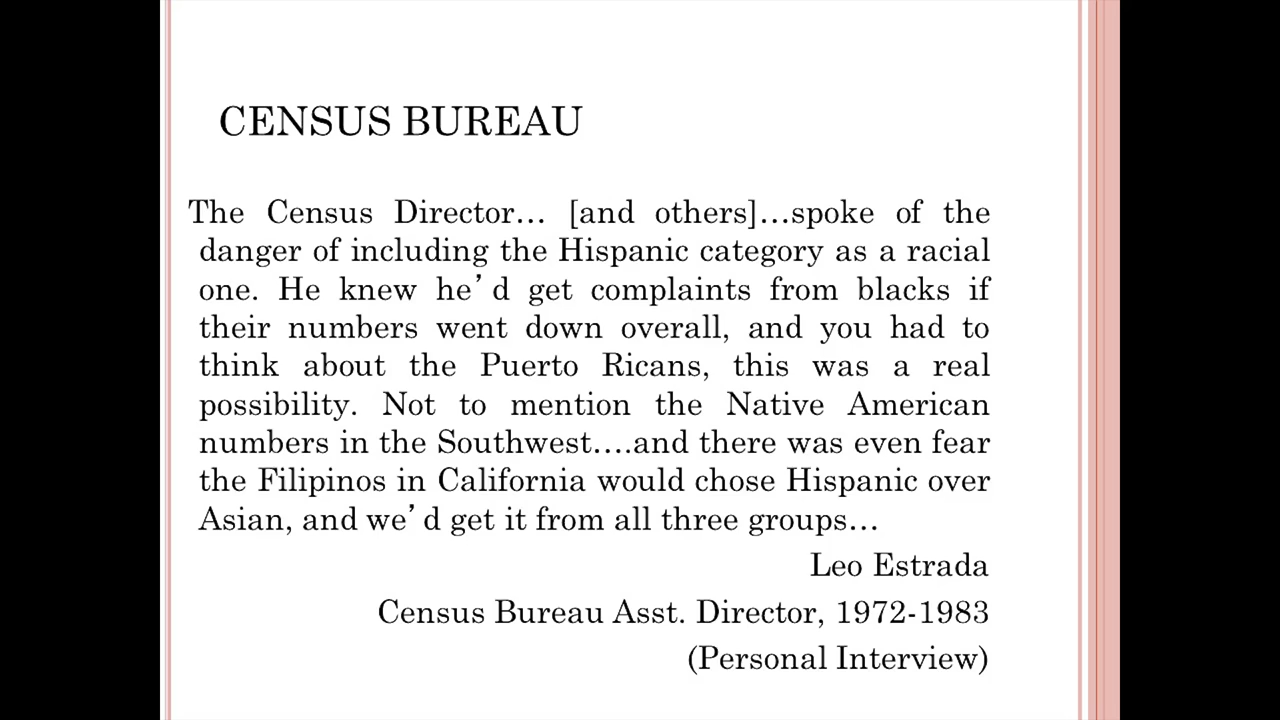 CENSUS BUREAU
The Census Director… [and others]…spoke of the
danger of including the Hispanic category as a racial
one. He knew he’d get complaints from blacks if
their numbers went down overall, and you had to
think about the Puerto Ricans, this was a real
possibility. Not to mention the Native American
numbers in the Southwest….and there was even fear
the Filipinos in California would chose Hispanic over
Asian, and we’d get it from all three groups…
Leo Estrada
Census Bureau Asst. Director, 1972-1983
(Personal Interview)